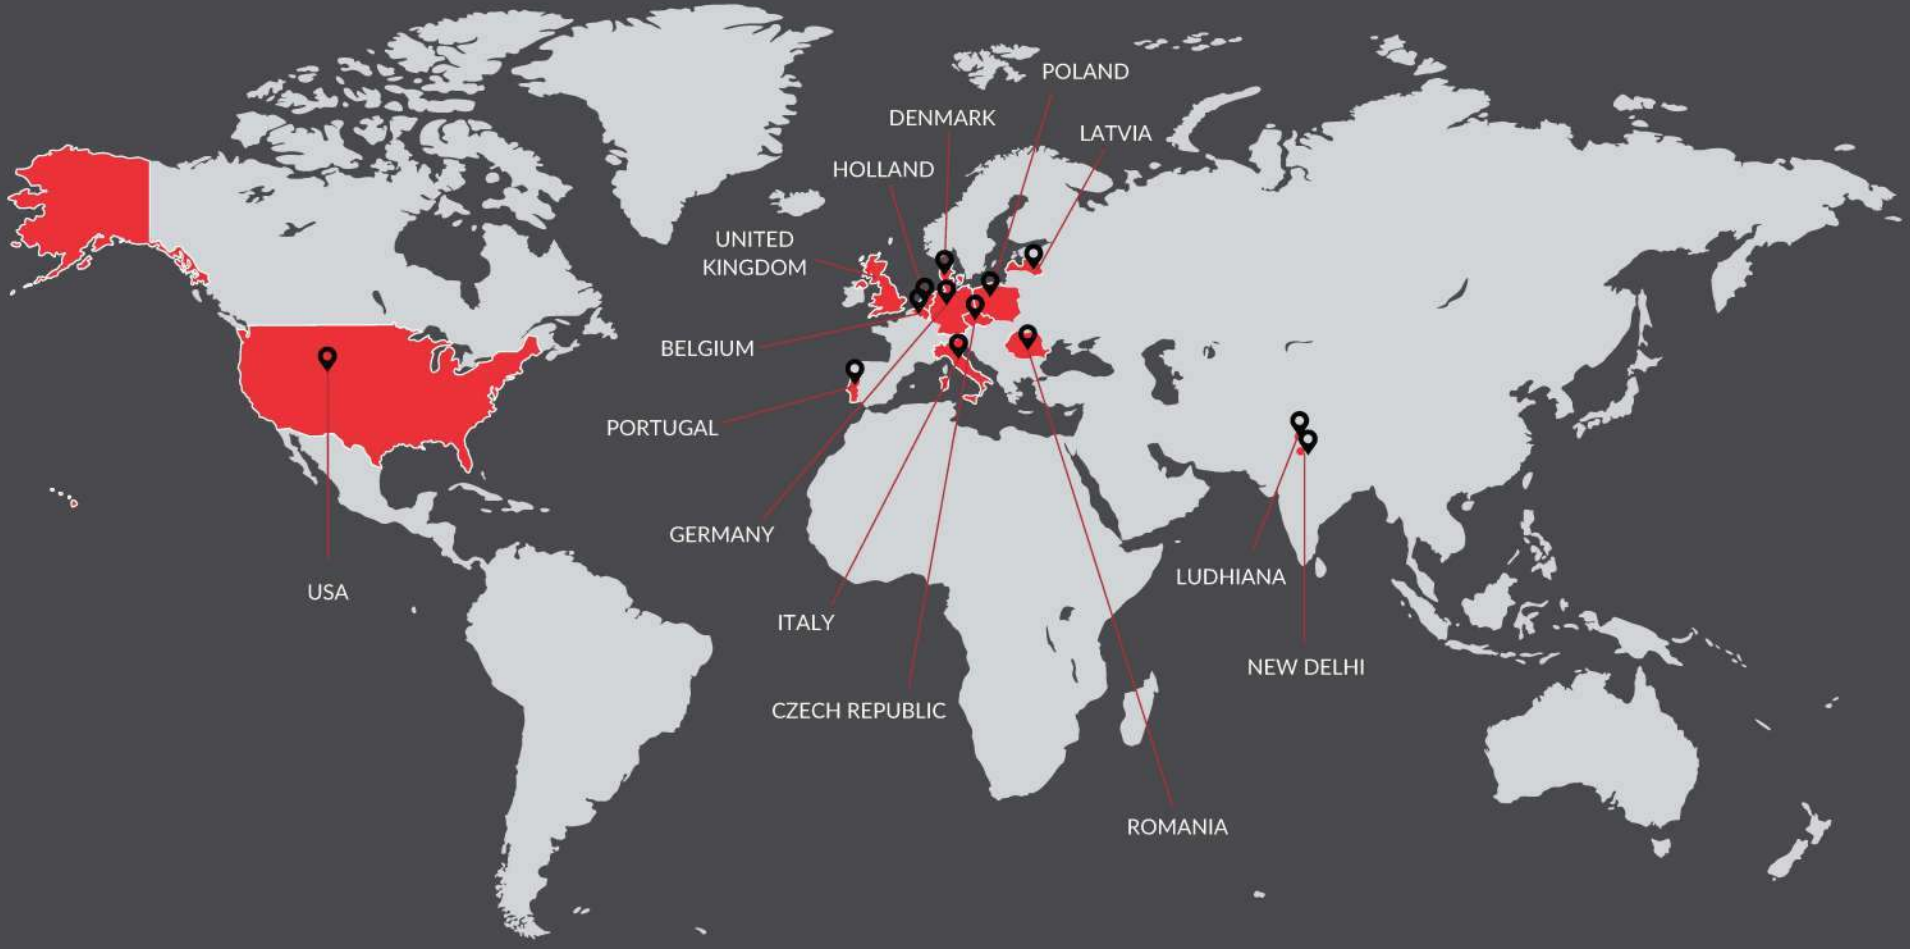 POLAND
DENMARK
LATVIA
HOLLAND
UNITED
KINGDOM
BELGIUM
PORTUGAL
GERMANY
LUDHIANA
USA
ITALY
NEW DELHI
CZECH REPUBLIC
ROMANIA